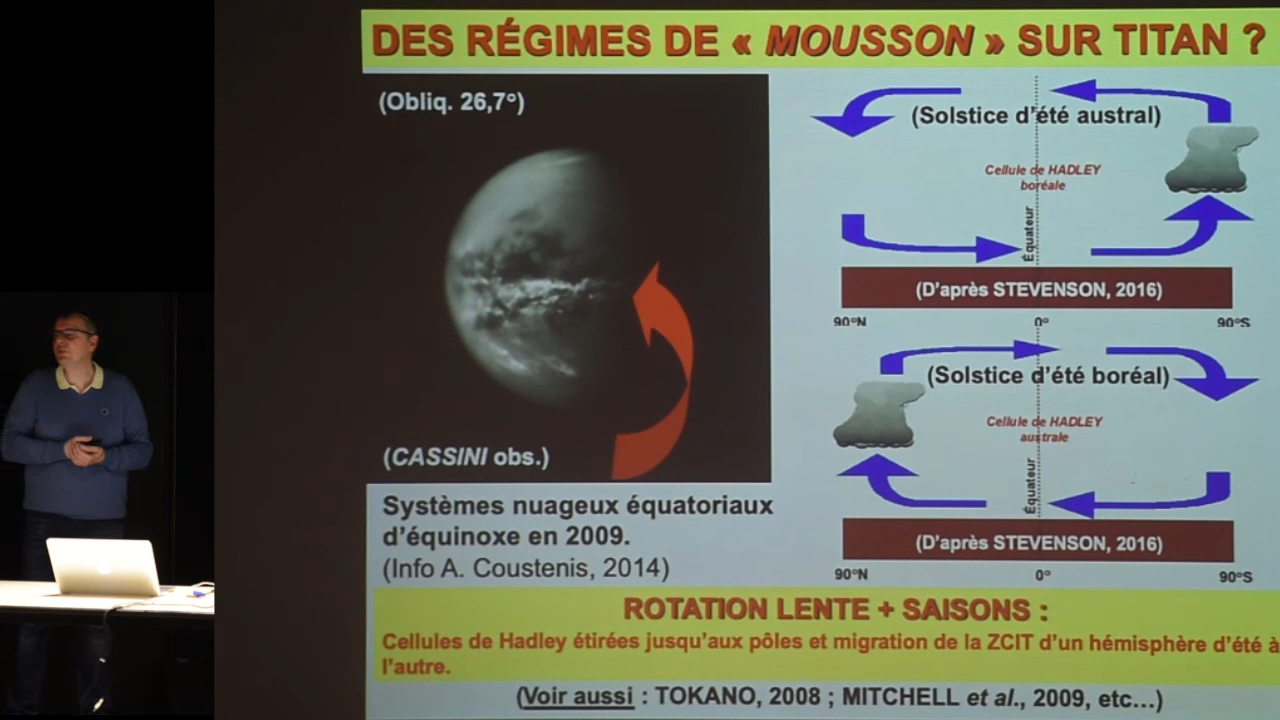 DES RÉGIMES DE « MOUSSON » SUR TITAN ?
(Obliq. 26,7°)
(CASSINI obs.)
Systèmes nuageux équatoriaux
d'équinoxe en 2009.
(Info A. Coustenis, 2014)
(Solstice d'été austral)
Cellule de HADLEY
boréale
Équateur
(D'après STEVENSON, 2016)
90°N 0° 90°S
(Solstice d'été boréal)
Cellule de HADLEY
australe
Équateur
(D'après STEVENSON, 2016)
90°N 0° 90°S
ROTATION LENTE + SAISONS :
Cellules de Hadley étirées jusqu'aux pôles et migration de la ZCIT d'un hémisphère d'été à
l'autre.
(Voir aussi : TOKANO, 2008 ; MITCHELL et al., 2009, etc...)